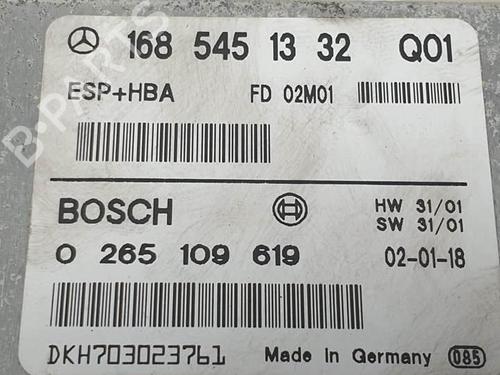 168 545 13 32 Q01
ESP+HBA FD 02M01
BOSCH HW 31/01
SW 31/01
0 265 109 619 02-01-18
DKH703023761 Made in Germany 085
B-PARTS